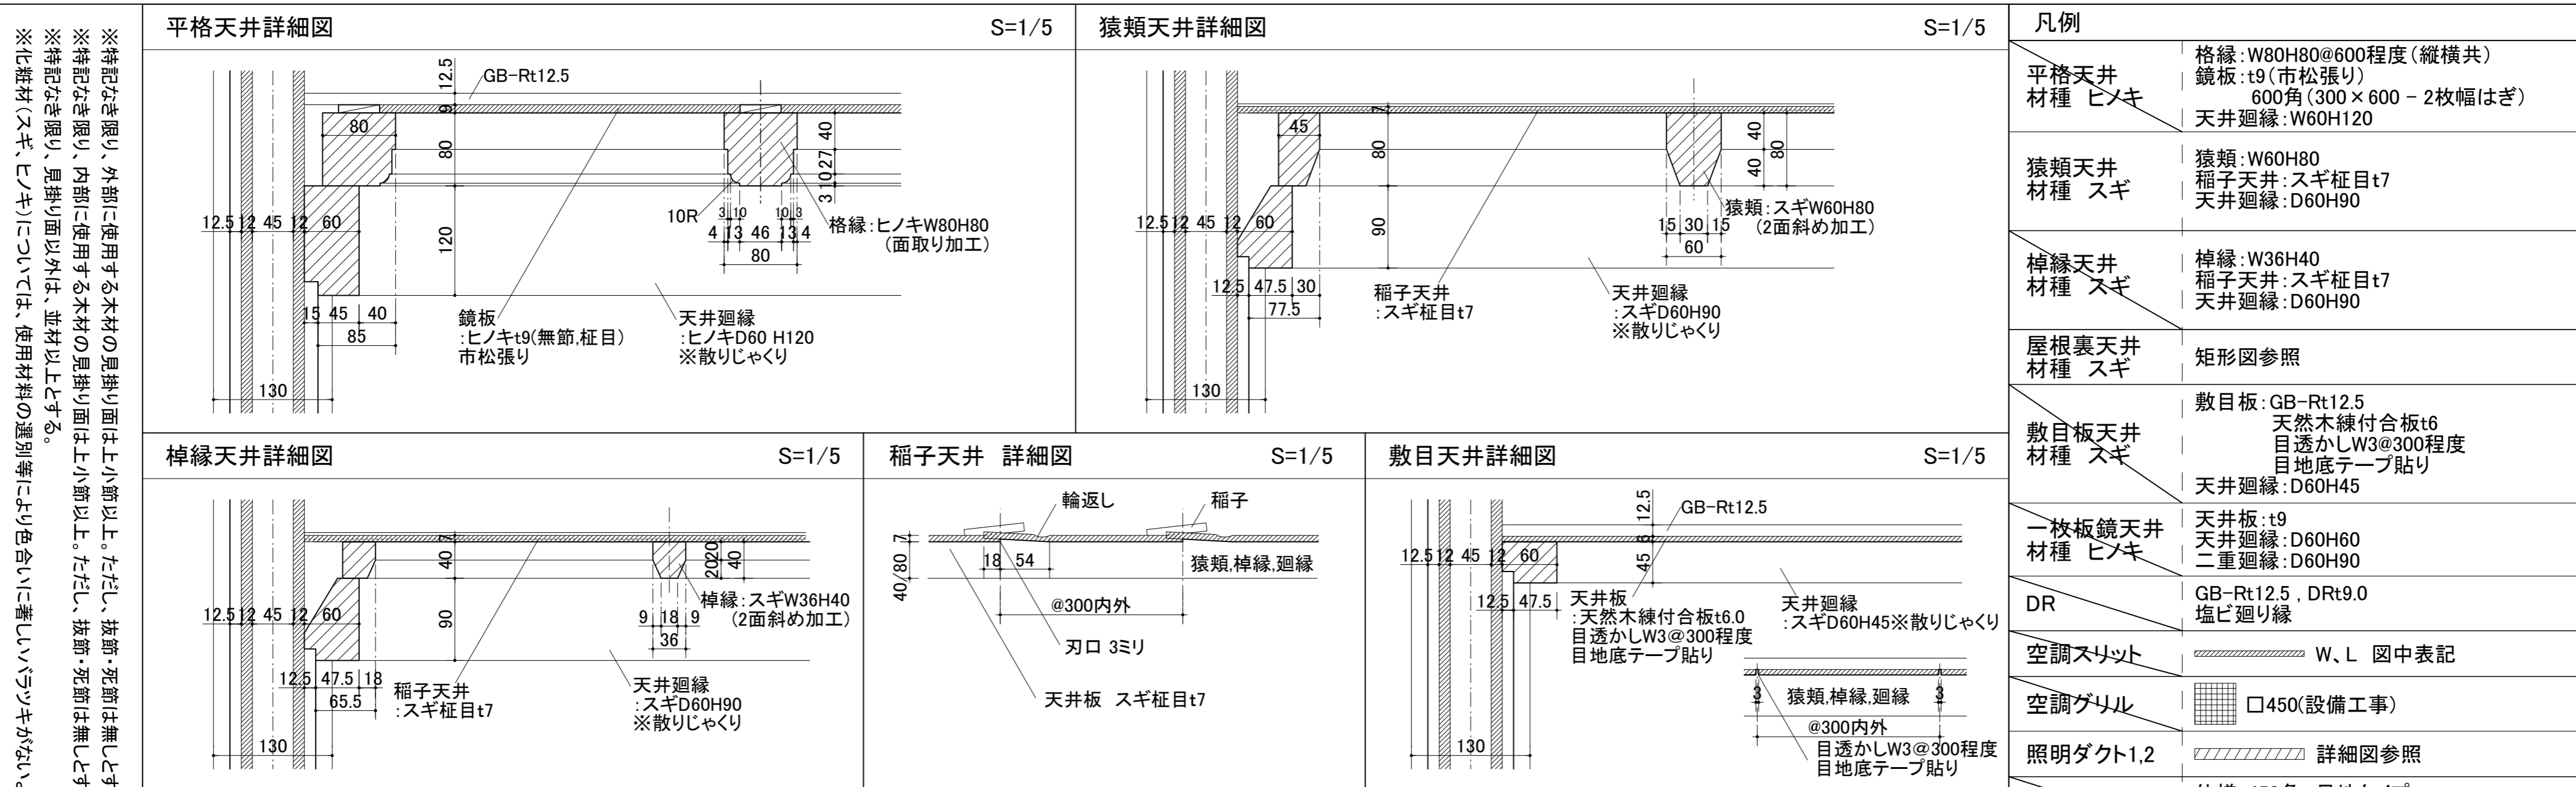 ※特記なき限り、外部に使用する木材の見掛り面は上小節以上。ただし、抜節・死節は無しとす
※特記なき限り、内部に使用する木材の見掛り面は上小節以上。ただし、抜節・死節は無しとす
※特記なき限り、見掛り面以外は、並材以上とする。
※化粧材(スギ、ヒノキ)については、使用材料の選別等により色合いに著しいバラツキがない。
平格天井詳細図 S=1/5
12.5
GB-Rt12.5
9
80
80
40
27
10
3
12.5 12 45 12 60
120
10R
3 10 10 3
4 13 46 13 4
80
格縁:ヒノキW80H80
(面取り加工)
15 45 40
85
鏡板
:ヒノキt9(無節,柾目)
市松張り
天井廻縁
:ヒノキD60 H120
※散りじゃくり
130
猿頬天井詳細図 S=1/5
7
45
80
40
40
80
12.5 12 45 12 60
90
猿頬:スギW60H80
(2面斜め加工)
15 30 15
60
12.5 47.5 30
77.5
稲子天井
:スギ柾目t7
天井廻縁
:スギD60H90
※散りじゃくり
130
棹縁天井詳細図 S=1/5
7
40
20 20
40
12.5 12 45 12 60
90
棹縁:スギW36H40
(2面斜め加工)
9 18 9
36
12.5 47.5 18
65.5
稲子天井
:スギ柾目t7
天井廻縁
:スギD60H90
※散りじゃくり
130
稲子天井 詳細図 S=1/5
輪返し
稲子
7
40/80
18 54
猿頬,棹縁,廻縁
@300内外
刃口 3ミリ
天井板 スギ柾目t7
敷目天井詳細図 S=1/5
12.5
GB-Rt12.5
6
45
12.5 12 45 12 60
12.5 47.5
天井板
:天然木練付合板t6.0
目透かしW3@300程度
目地底テープ貼り
天井廻縁
:スギD60H45※散りじゃくり
3 猿頬,棹縁,廻縁 3
@300内外
目透かしW3@300程度
目地底テープ貼り
130
凡例
平格天井
材種 ヒノキ
格縁:W80H80@600程度(縦横共)
鏡板:t9(市松張り)
600角(300×600 - 2枚幅はぎ)
天井廻縁:W60H120
猿頬天井
材種 スギ
猿頬:W60H80
稲子天井:スギ柾目t7
天井廻縁:D60H90
棹縁天井
材種 スギ
棹縁:W36H40
稲子天井:スギ柾目t7
天井廻縁:D60H90
屋根裏天井
材種 スギ
矩形図参照
敷目板天井
材種 スギ
敷目板:GB-Rt12.5
天然木練付合板t6
目透かしW3@300程度
目地底テープ貼り
天井廻縁:D60H45
一枚板鏡天井
材種 ヒノキ
天井板:t9
天井廻縁:D60H60
二重廻縁:D60H90
DR
GB-Rt12.5 , DRt9.0
塩ビ廻り縁
空調スリット
W、L 図中表記
空調グリル
□450(設備工事)
照明ダクト1,2
詳細図参照